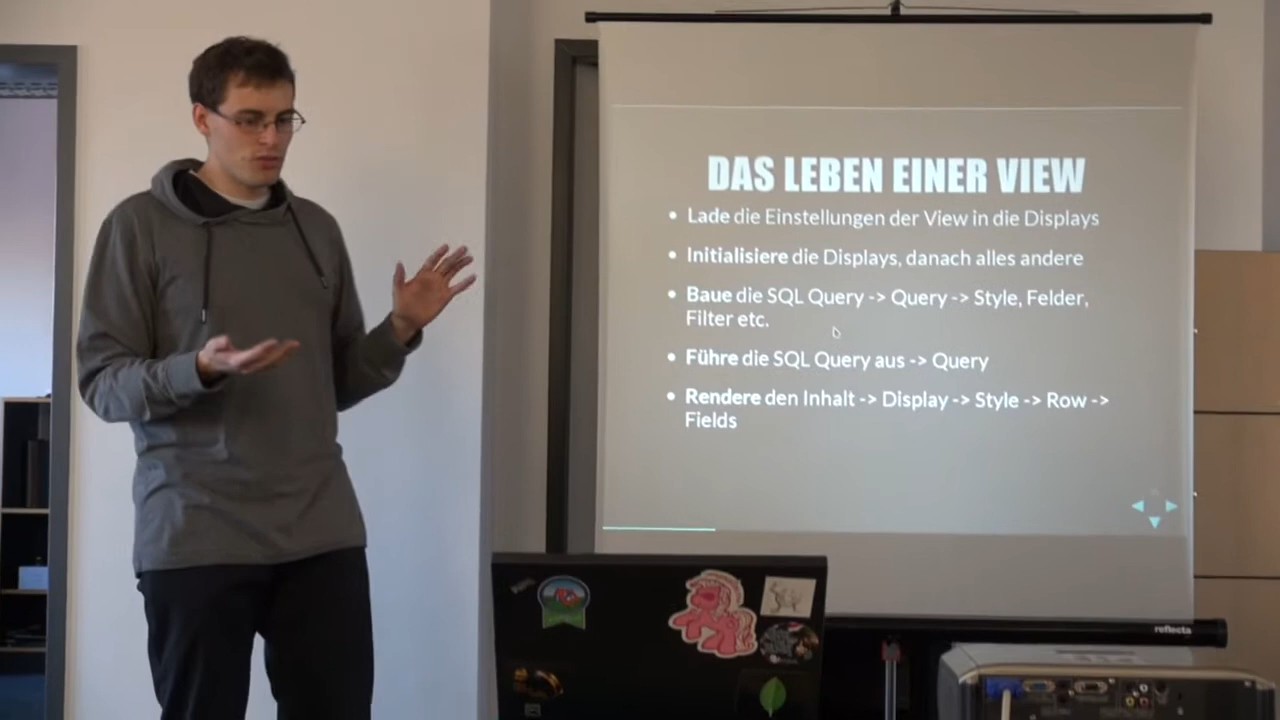 DAS LEBEN EINER VIEW
• Lade die Einstellungen der View in die Displays
• Initialisiere die Displays, danach alles andere
• Baue die SQL Query -> Query -> Style, Felder,
Filter etc.
• Führe die SQL Query aus -> Query
• Rendere den Inhalt -> Display -> Style -> Row ->
Fields
reflecta